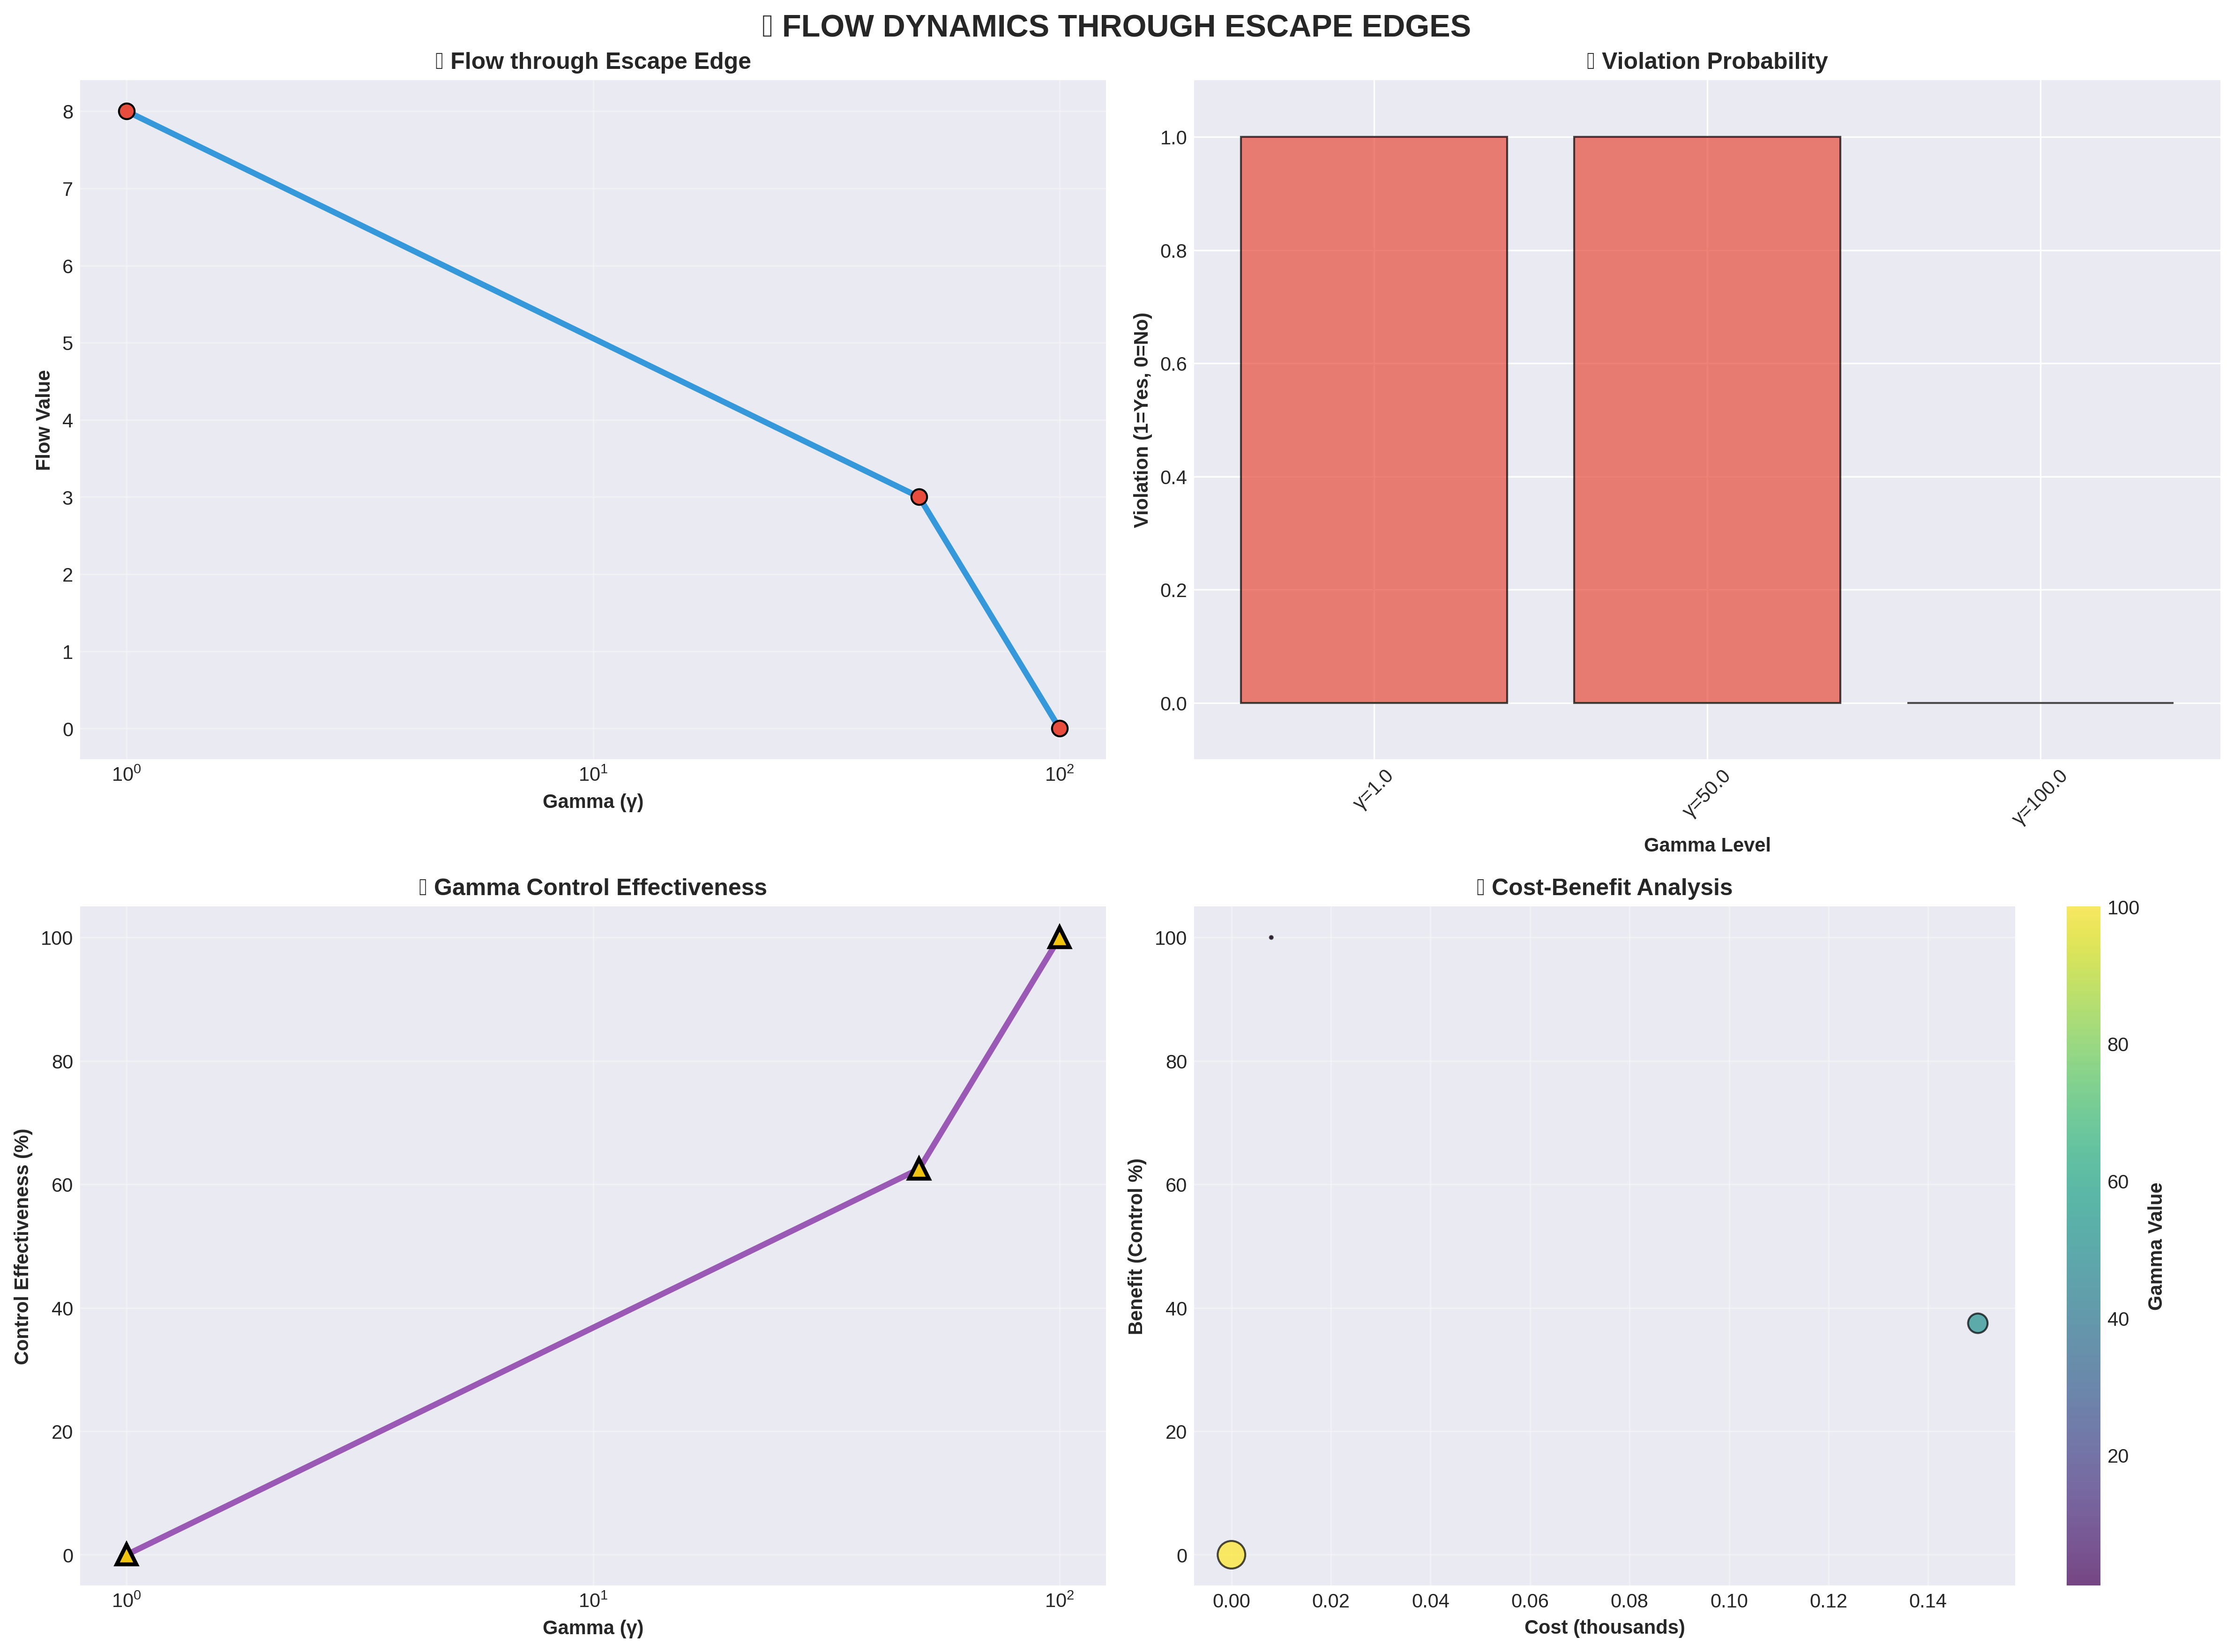 ▯ FLOW DYNAMICS THROUGH ESCAPE EDGES
▯ Flow through Escape Edge
8
7
6
5
4
3
2
1
0
Flow Value
10⁰ 10¹ 10²
Gamma (γ)
▯ Violation Probability
1.0
0.8
0.6
0.4
0.2
0.0
Violation (1=Yes, 0=No)
γ=1.0 γ=50.0 γ=100.0
Gamma Level
▯ Gamma Control Effectiveness
100
80
60
40
20
0
Control Effectiveness (%)
10⁰ 10¹ 10²
Gamma (γ)
▯ Cost-Benefit Analysis
100
80
60
40
20
0
Benefit (Control %)
0.00 0.02 0.04 0.06 0.08 0.10 0.12 0.14
Cost (thousands)
100
80
60
40
20
Gamma Value